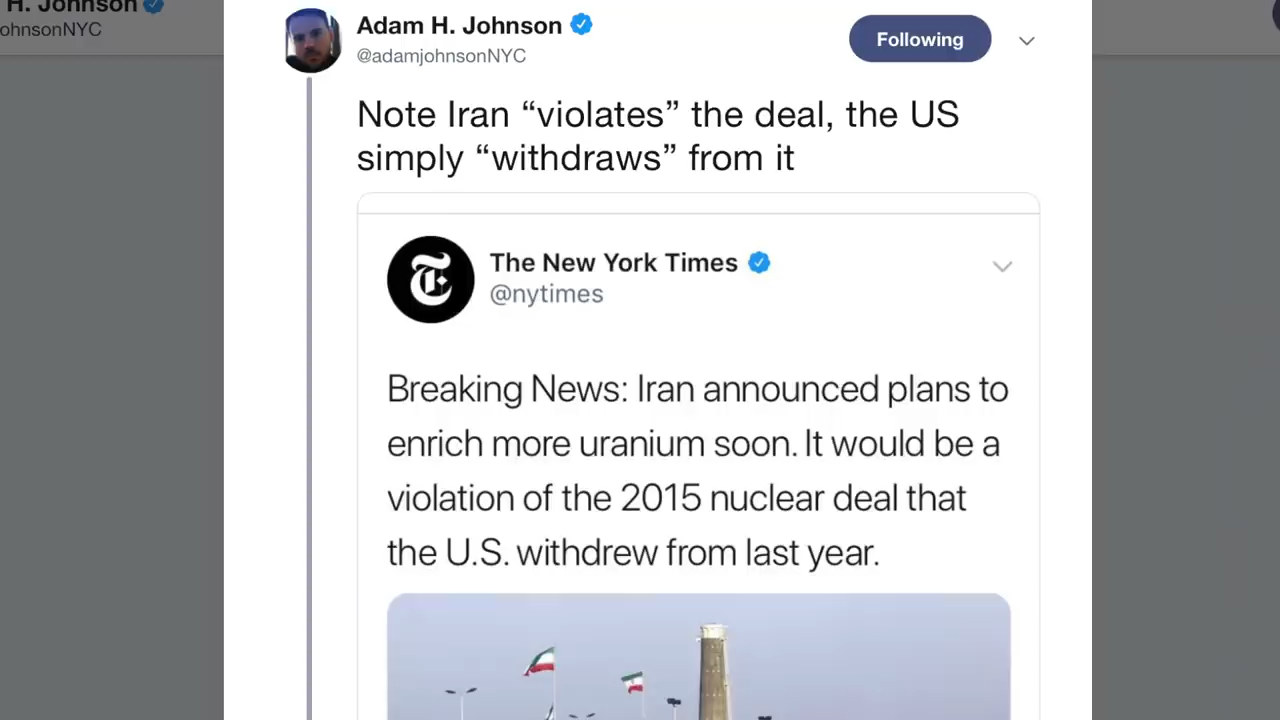 H. Johnson
ohnsonNYC
Adam H. Johnson
@adamjohnsonNYC
Following
Note Iran “violates” the deal, the US
simply “withdraws” from it
The New York Times
@nytimes
Breaking News: Iran announced plans to
enrich more uranium soon. It would be a
violation of the 2015 nuclear deal that
the U.S. withdrew from last year.